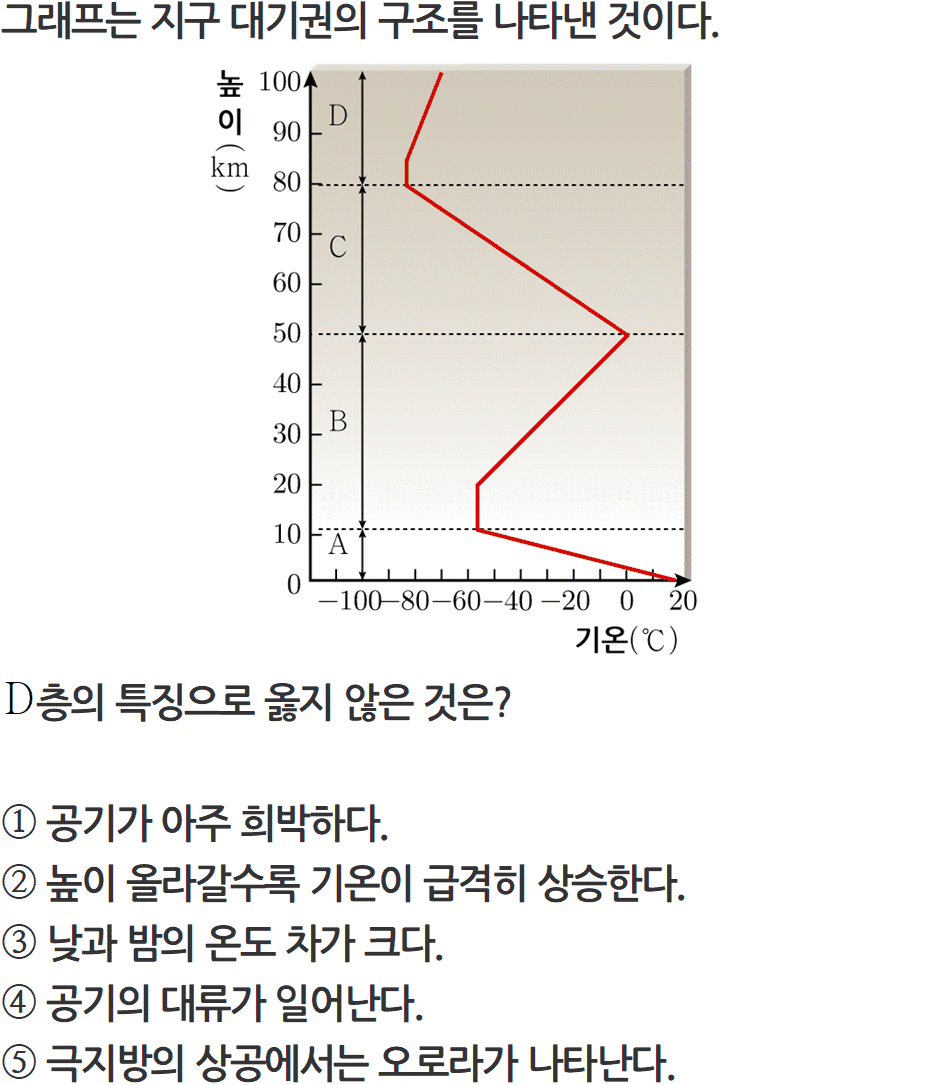 그래프는 지구 대기권의 구조를 나타낸 것이다.
높이(km)
100
D
90
80
70
C
60
50
40
B
30
20
10
A
0
−100 −80 −60 −40 −20 0 20
기온(℃)
D층의 특징으로 옳지 않은 것은?
① 공기가 아주 희박하다.
② 높이 올라갈수록 기온이 급격히 상승한다.
③ 낮과 밤의 온도 차가 크다.
④ 공기의 대류가 일어난다.
⑤ 극지방의 상공에서는 오로라가 나타난다.